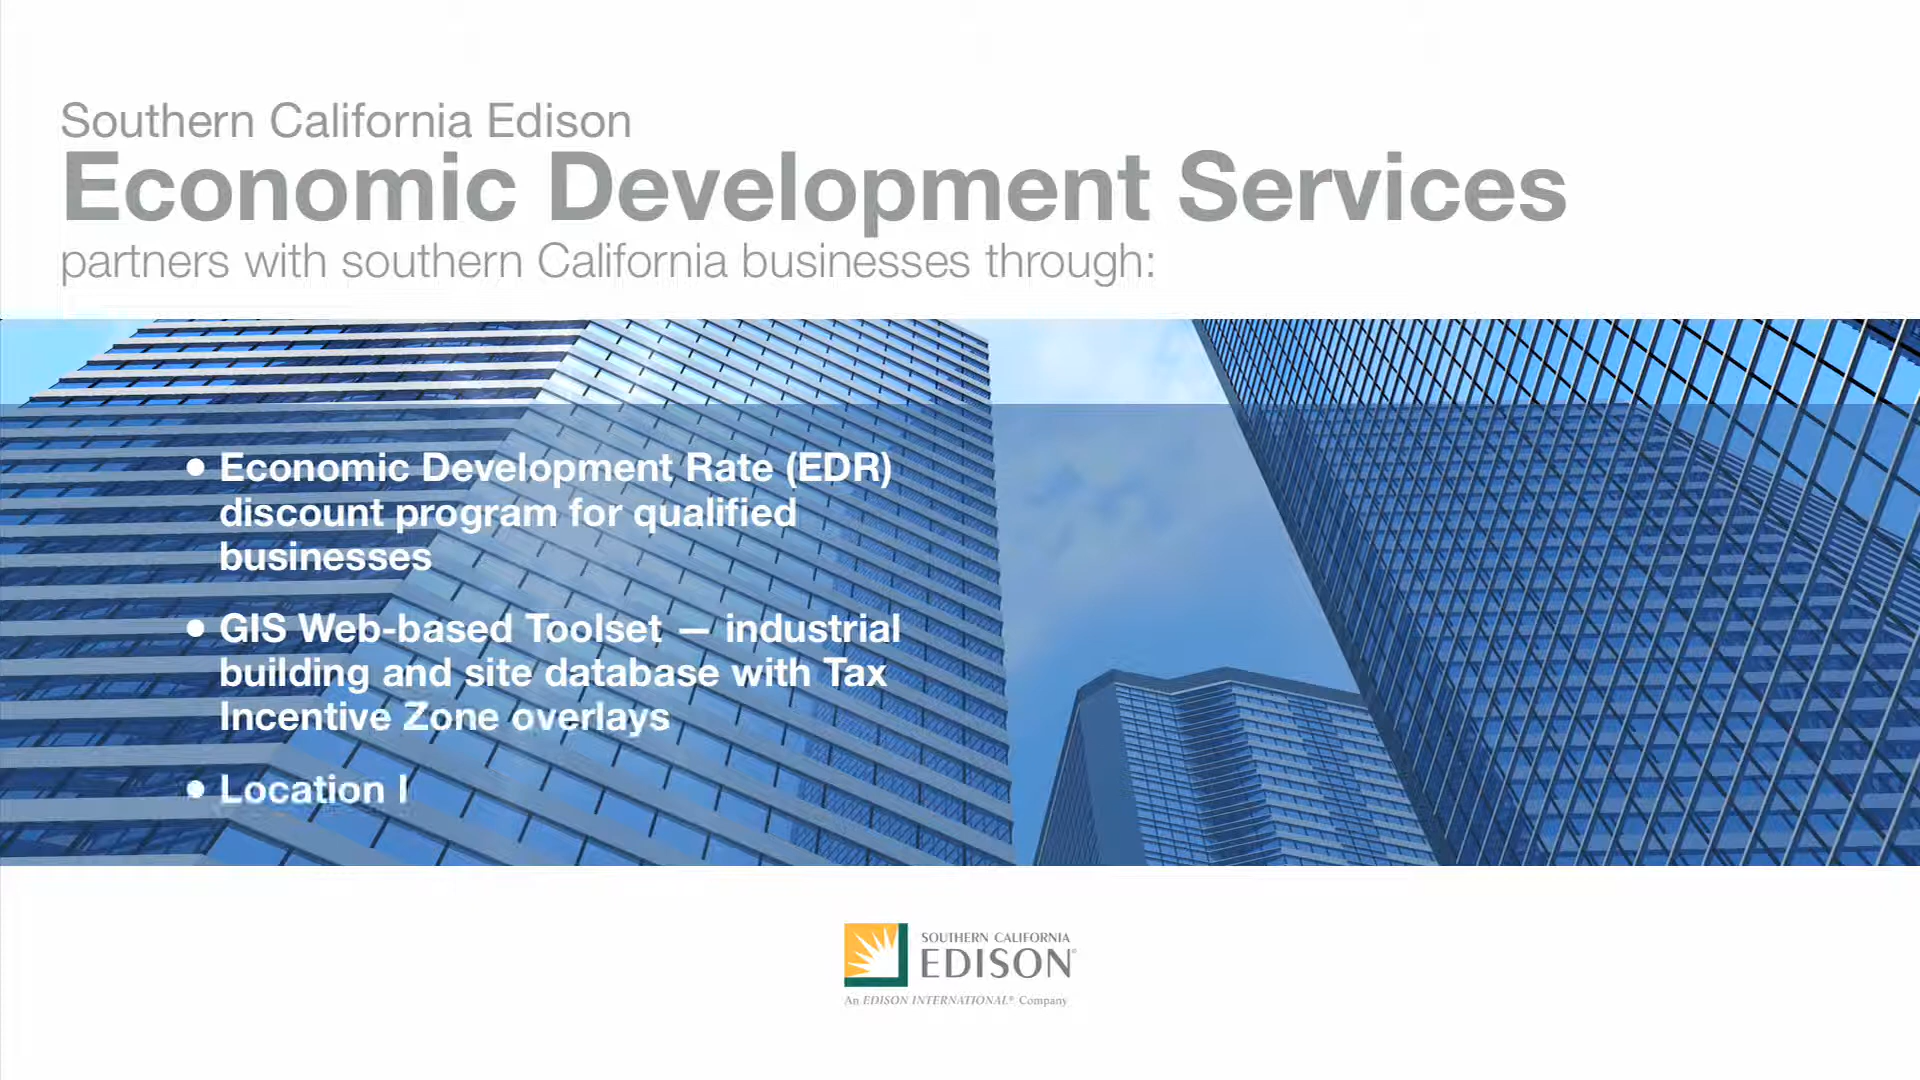 Southern California Edison
Economic Development Services
partners with southern California businesses through:
• Economic Development Rate (EDR)
discount program for qualified
businesses
• GIS Web-based Toolset — industrial
building and site database with Tax
Incentive Zone overlays
• Location I
SOUTHERN CALIFORNIA
EDISON®
An EDISON INTERNATIONAL® Company